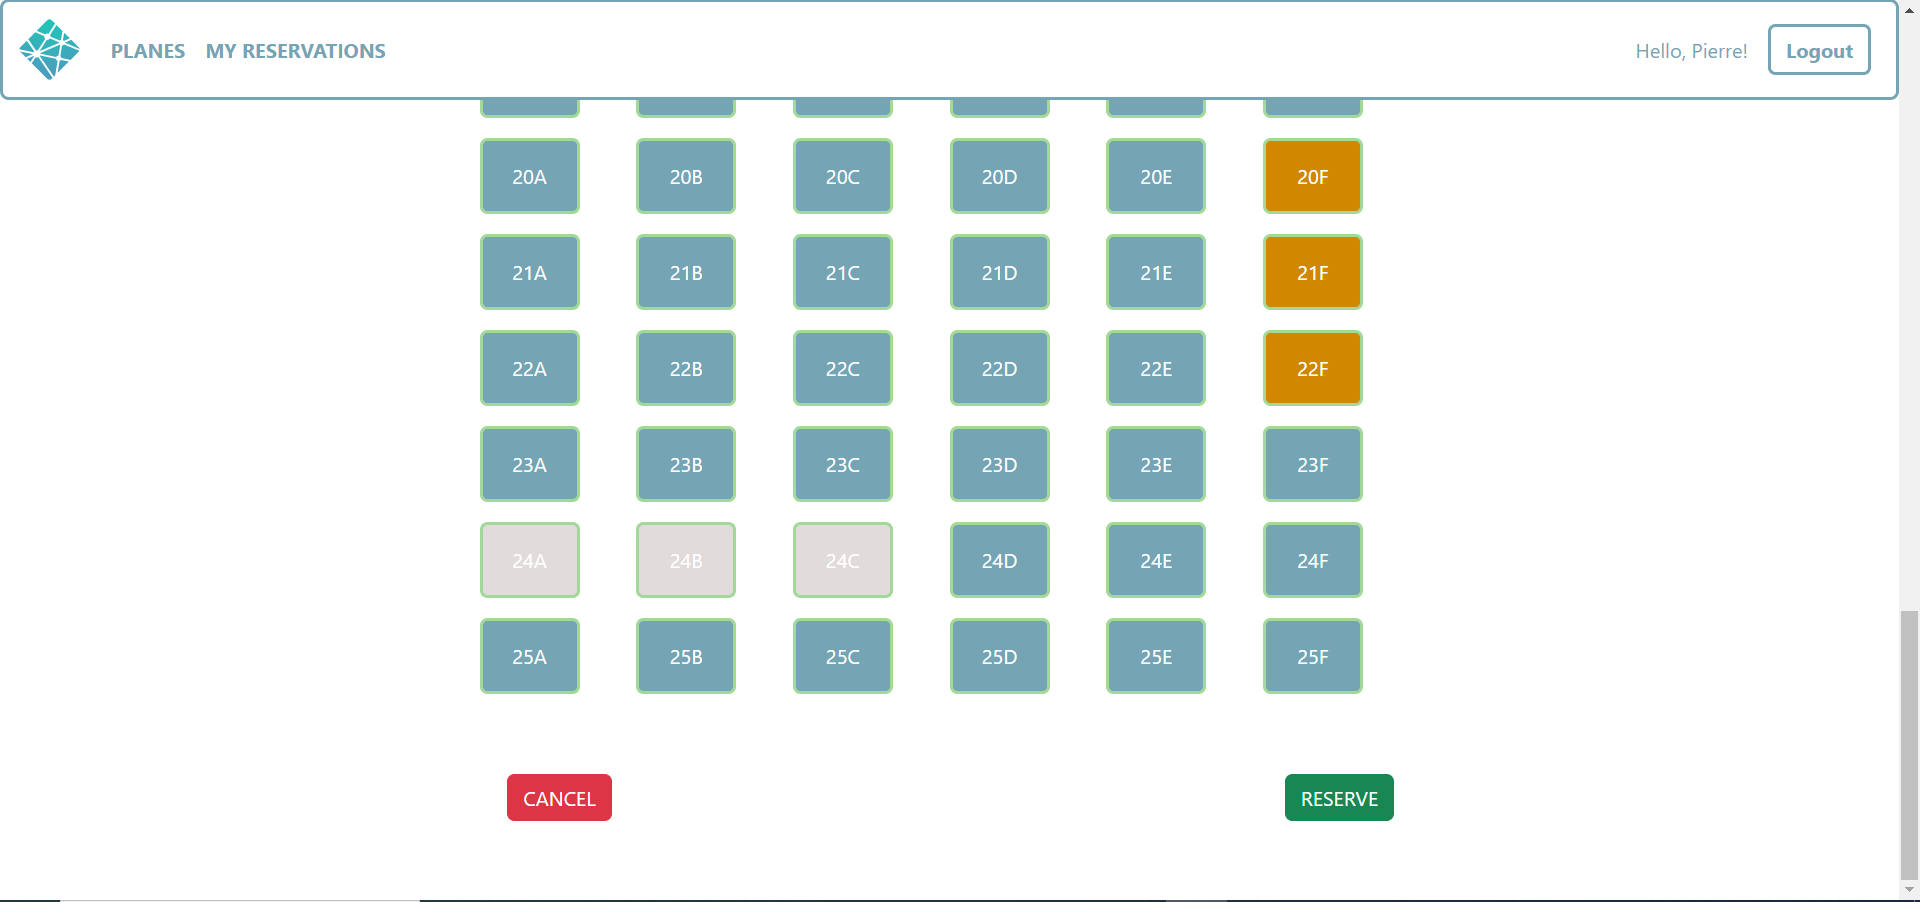 PLANES MY RESERVATIONS Hello, Pierre! Logout
20A 20B 20C 20D 20E 20F
21A 21B 21C 21D 21E 21F
22A 22B 22C 22D 22E 22F
23A 23B 23C 23D 23E 23F
24A 24B 24C 24D 24E 24F
25A 25B 25C 25D 25E 25F
CANCEL RESERVE